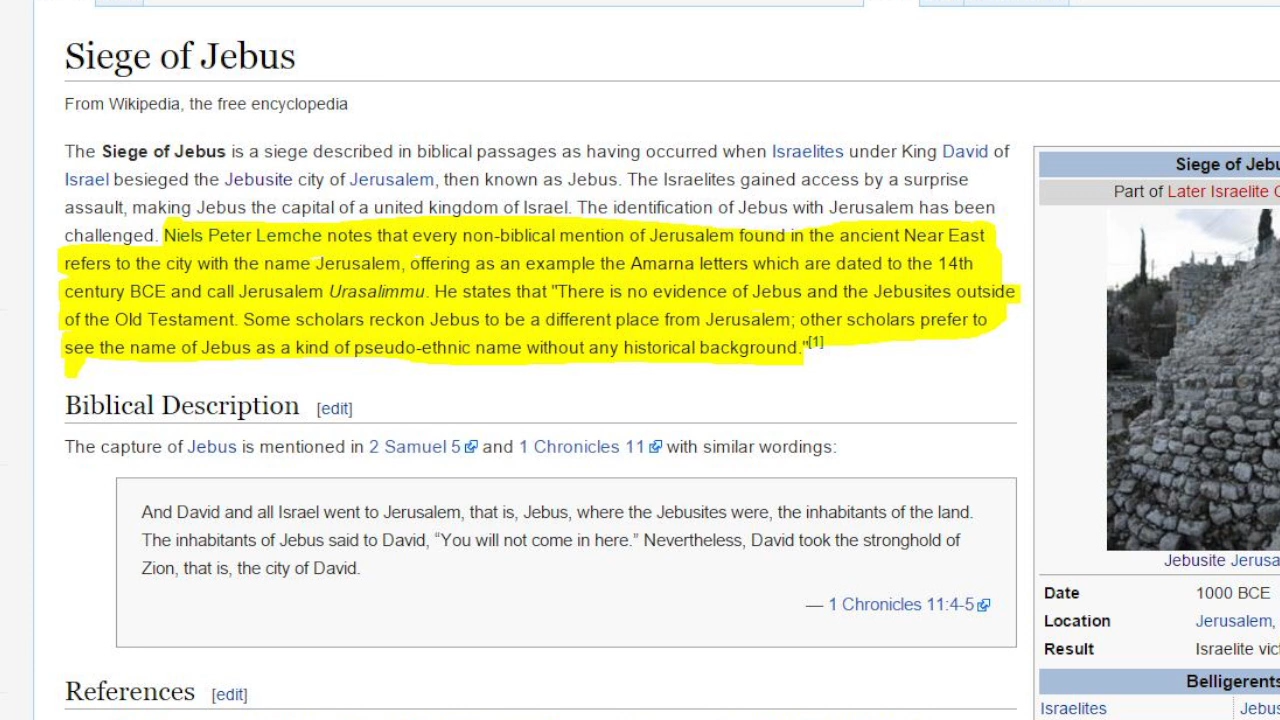 Siege of Jebus
From Wikipedia, the free encyclopedia
The Siege of Jebus is a siege described in biblical passages as having occurred when Israelites under King David of
Israel besieged the Jebusite city of Jerusalem, then known as Jebus. The Israelites gained access by a surprise
assault, making Jebus the capital of a united kingdom of Israel. The identification of Jebus with Jerusalem has been
challenged. Niels Peter Lemche notes that every non-biblical mention of Jerusalem found in the ancient Near East
refers to the city with the name Jerusalem, offering as an example the Amarna letters which are dated to the 14th
century BCE and call Jerusalem Urasalimmu. He states that "There is no evidence of Jebus and the Jebusites outside
of the Old Testament. Some scholars reckon Jebus to be a different place from Jerusalem; other scholars prefer to
see the name of Jebus as a kind of pseudo-ethnic name without any historical background."[1]
Biblical Description [edit]
The capture of Jebus is mentioned in 2 Samuel 5 and 1 Chronicles 11 with similar wordings:
And David and all Israel went to Jerusalem, that is, Jebus, where the Jebusites were, the inhabitants of the land.
The inhabitants of Jebus said to David, “You will not come in here.” Nevertheless, David took the stronghold of
Zion, that is, the city of David.
— 1 Chronicles 11:4-5
References [edit]
Siege of Jebu
Part of Later Israelite
Jebusite Jerusa
Date 1000 BCE
Location Jerusalem,
Result Israelite vic
Belligerents
Israelites Jebus